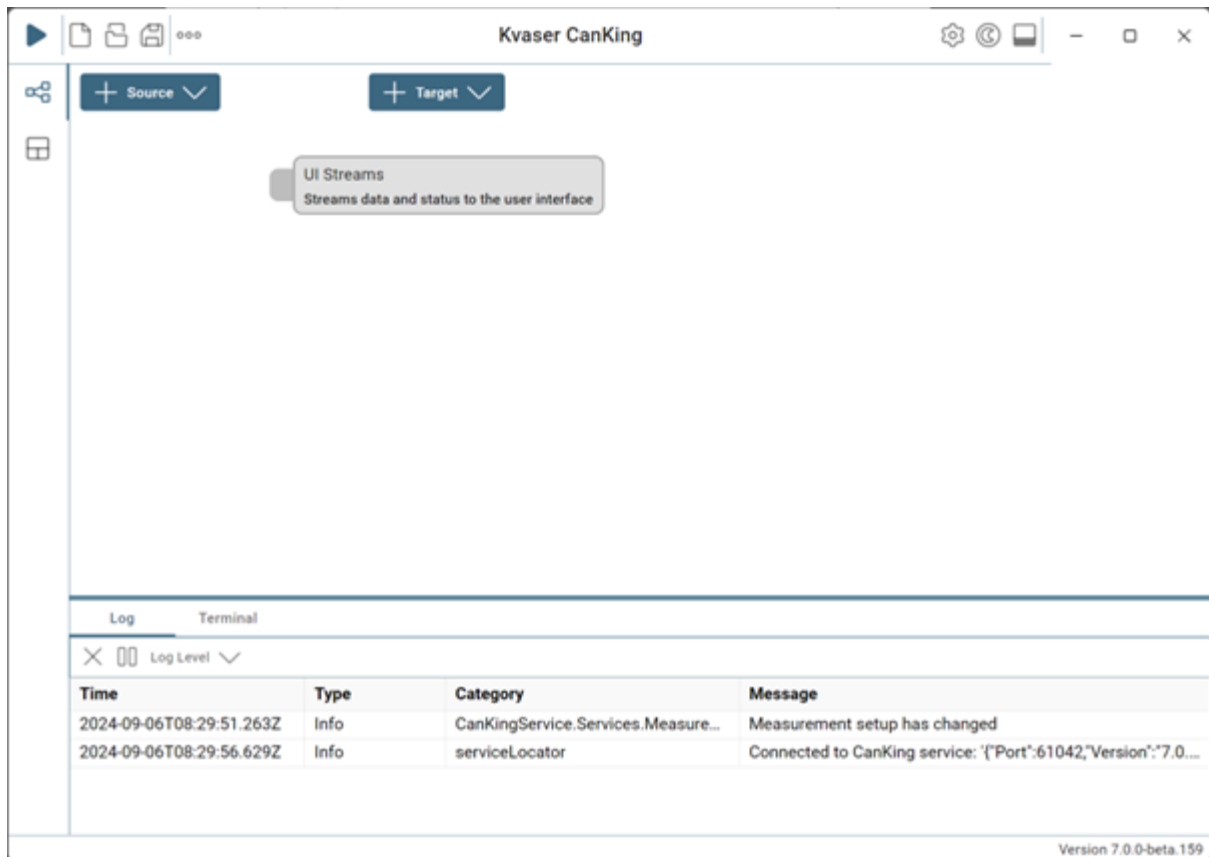 Kvaser CanKing
Source
Target
UI Streams
Streams data and status to the user interface
Log Terminal
Log Level
Time Type Category Message
2024-09-06T08:29:51.263Z Info CanKingService.Services.Measure... Measurement setup has changed
2024-09-06T08:29:56.629Z Info serviceLocator Connected to CanKing service: '{"Port":61042,"Version":"7.0....
Version 7.0.0-beta.159